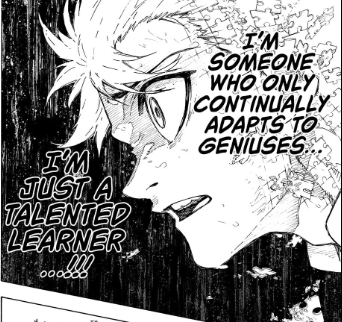 I'M
SOMEONE
WHO ONLY
CONTINUALLY
ADAPTS TO
GENIUSES...
I'M
JUST A
TALENTED
LEARNER
......!!!